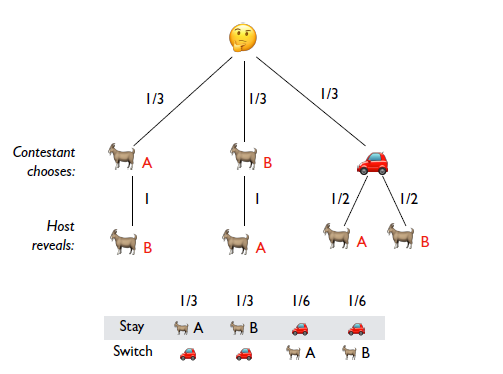 1/3 1/3 1/3
Contestant
chooses:
A B
1 1 1/2 1/2
Host
reveals:
B A A B
1/3 1/3 1/6 1/6
Stay A B
Switch A B